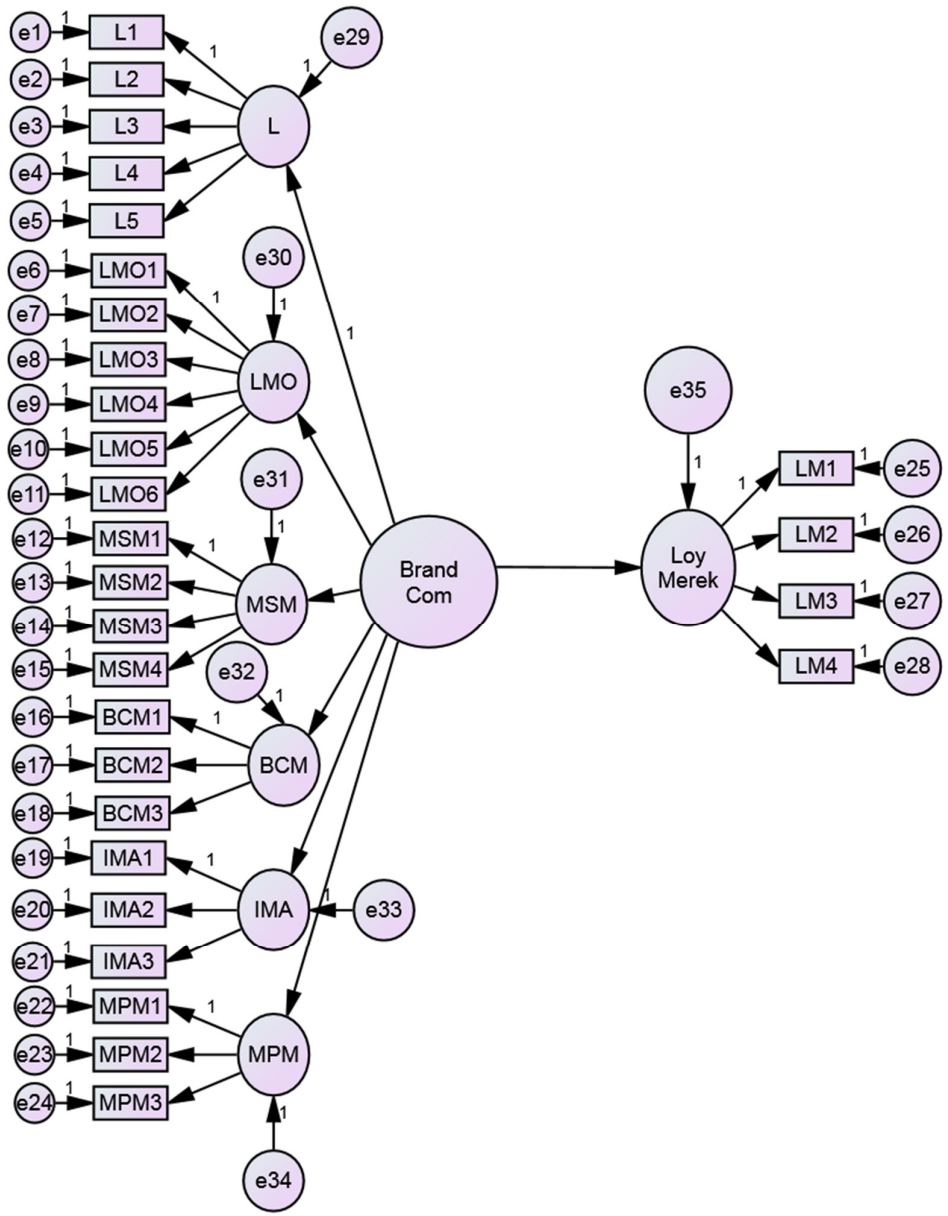 e1 1 L1
1
e29
1
e2 1 L2
e3 1 L3
L
e4 1 L4
e5 1 L5
e30
1
e6 1 LMO1
1
e7 1 LMO2
1
e8 1 LMO3
LMO
e9 1 LMO4
e10 1 LMO5
e11 1 LMO6
e31
1
e12 1 MSM1
1
e13 1 MSM2
e14 1 MSM3
MSM
e15 1 MSM4
e32
1
e16 1 BCM1
1
e17 1 BCM2
BCM
e18 1 BCM3
e19 1 IMA1
1
e20 1 IMA2
IMA
1
e33
e21 1 IMA3
e22 1 MPM1
1
e23 1 MPM2
MPM
e24 1 MPM3
1
e34
Brand
Com
e35
1
Loy
Merek
1
LM1 1 e25
LM2 1 e26
LM3 1 e27
LM4 1 e28